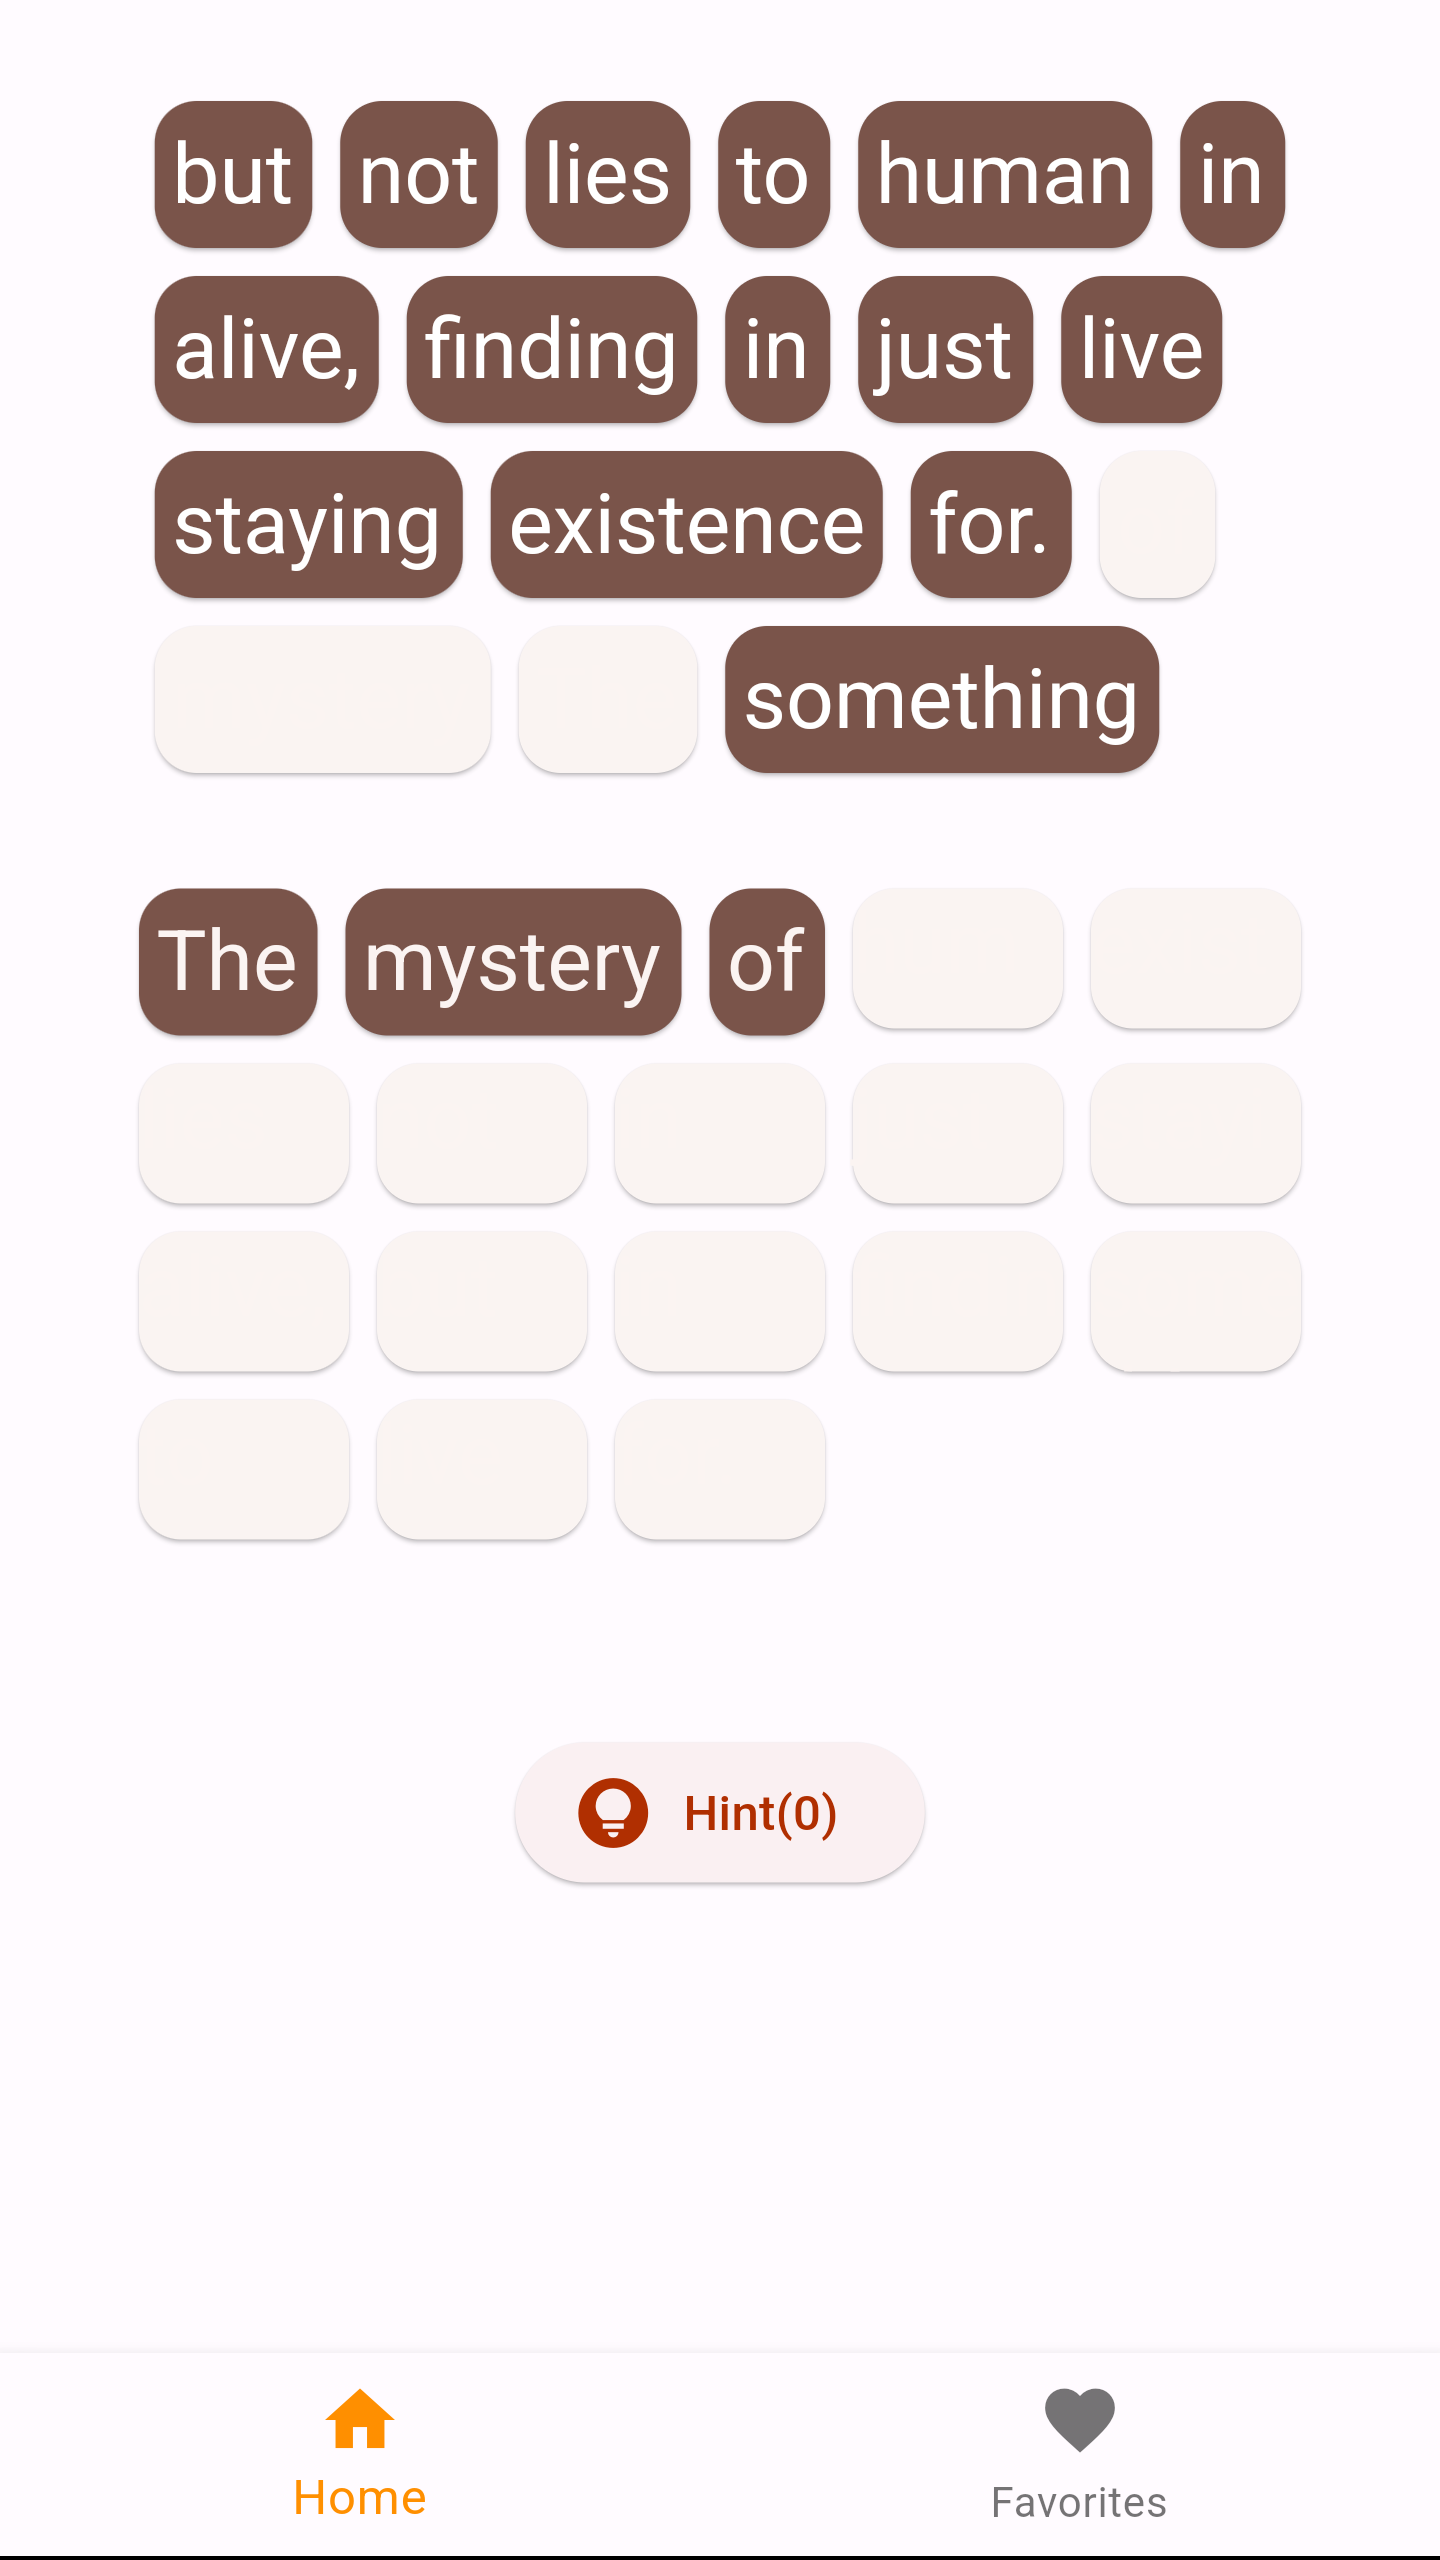 but not lies to human in
alive, finding in just live
staying existence for.
something
The mystery of
Hint(0)
Home Favorites